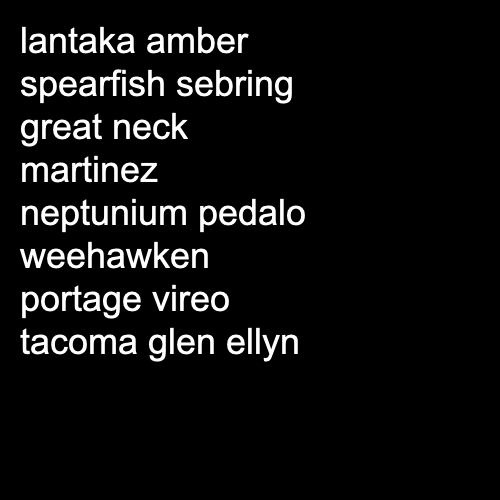 lantaka amber
spearfish sebring
great neck
martinez
neptunium pedalo
weehawken
portage vireo
tacoma glen ellyn